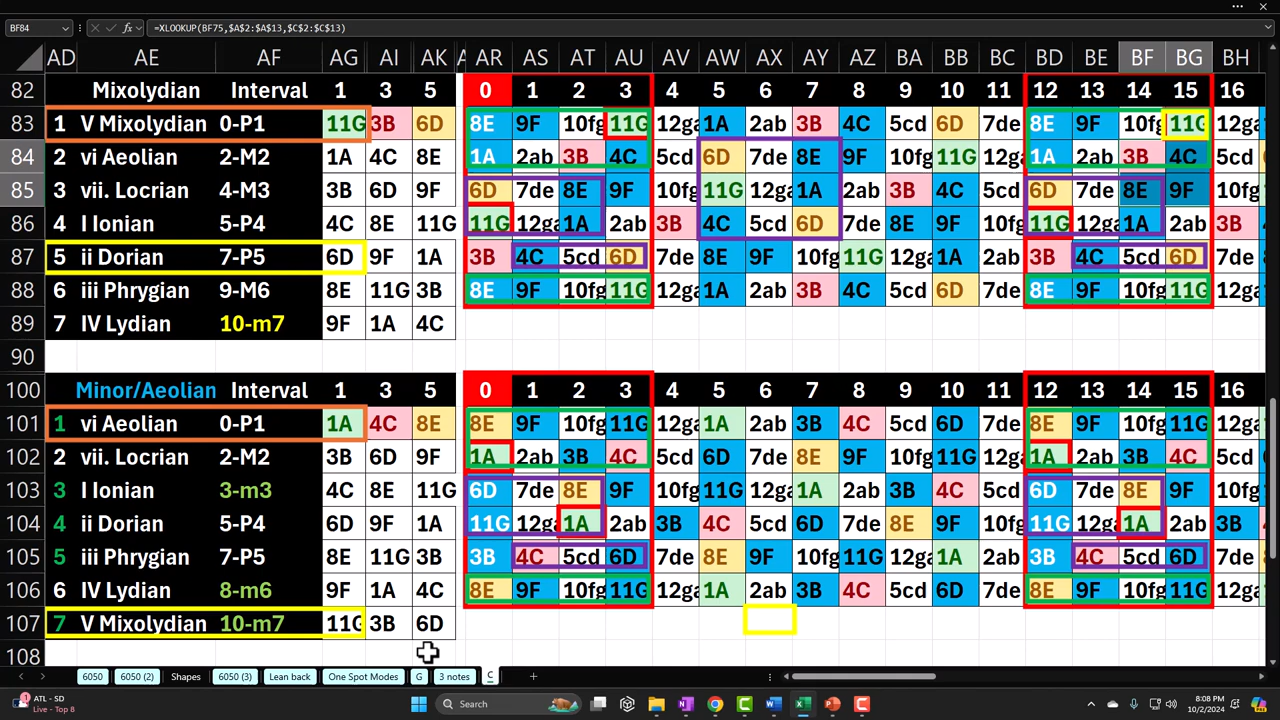 BF84 =XLOOKUP(BF75,$A$2:$A$13,$C$2:$C$13)
AD AE AF AG AI AK AR AS AT AU AV AW AX AY AZ BA BB BC BD BE BF BG BH
82 Mixolydian Interval 1 3 5 0 1 2 3 4 5 6 7 8 9 10 11 12 13 14 15 16
83 1 V Mixolydian 0-P1 11G 3B 6D 8E 9F 10fg 11G 12ga 1A 2ab 3B 4C 5cd 6D 7de 8E 9F 10fg 11G 12ga
84 2 vi Aeolian 2-M2 1A 4C 8E 1A 2ab 3B 4C 5cd 6D 7de 8E 9F 10fg 11G 12ga 1A 2ab 3B 4C 5cd
85 3 vii. Locrian 4-M3 3B 6D 9F 6D 7de 8E 9F 10fg 11G 12ga 1A 2ab 3B 4C 5cd 6D 7de 8E 9F 10fg
86 4 I Ionian 5-P4 4C 8E 11G 11G 12ga 1A 2ab 3B 4C 5cd 6D 7de 8E 9F 10fg 11G 12ga 1A 2ab 3B
87 5 ii Dorian 7-P5 6D 9F 1A 3B 4C 5cd 6D 7de 8E 9F 10fg 11G 12ga 1A 2ab 3B 4C 5cd 6D 7de
88 6 iii Phrygian 9-M6 8E 11G 3B 8E 9F 10fg 11G 12ga 1A 2ab 3B 4C 5cd 6D 7de 8E 9F 10fg 11G 12ga
89 7 IV Lydian 10-m7 9F 1A 4C
90
100 Minor/Aeolian Interval 1 3 5 0 1 2 3 4 5 6 7 8 9 10 11 12 13 14 15 16
101 1 vi Aeolian 0-P1 1A 4C 8E 8E 9F 10fg 11G 12ga 1A 2ab 3B 4C 5cd 6D 7de 8E 9F 10fg 11G 12ga
102 2 vii. Locrian 2-M2 3B 6D 9F 1A 2ab 3B 4C 5cd 6D 7de 8E 9F 10fg 11G 12ga 1A 2ab 3B 4C 5cd
103 3 I Ionian 3-m3 4C 8E 11G 6D 7de 8E 9F 10fg 11G 12ga 1A 2ab 3B 4C 5cd 6D 7de 8E 9F 10fg
104 4 ii Dorian 5-P4 6D 9F 1A 11G 12ga 1A 2ab 3B 4C 5cd 6D 7de 8E 9F 10fg 11G 12ga 1A 2ab 3B
105 5 iii Phrygian 7-P5 8E 11G 3B 3B 4C 5cd 6D 7de 8E 9F 10fg 11G 12ga 1A 2ab 3B 4C 5cd 6D 7de
106 6 IV Lydian 8-m6 9F 1A 4C 8E 9F 10fg 11G 12ga 1A 2ab 3B 4C 5cd 6D 7de 8E 9F 10fg 11G 12ga
107 7 V Mixolydian 10-m7 11G 3B 6D
108
6050 6050 (2) Shapes 6050 (3) Lean back One Spot Modes G 3 notes C
ATL - SD
Live - Top 8
Search
8:08 PM
10/2/2024